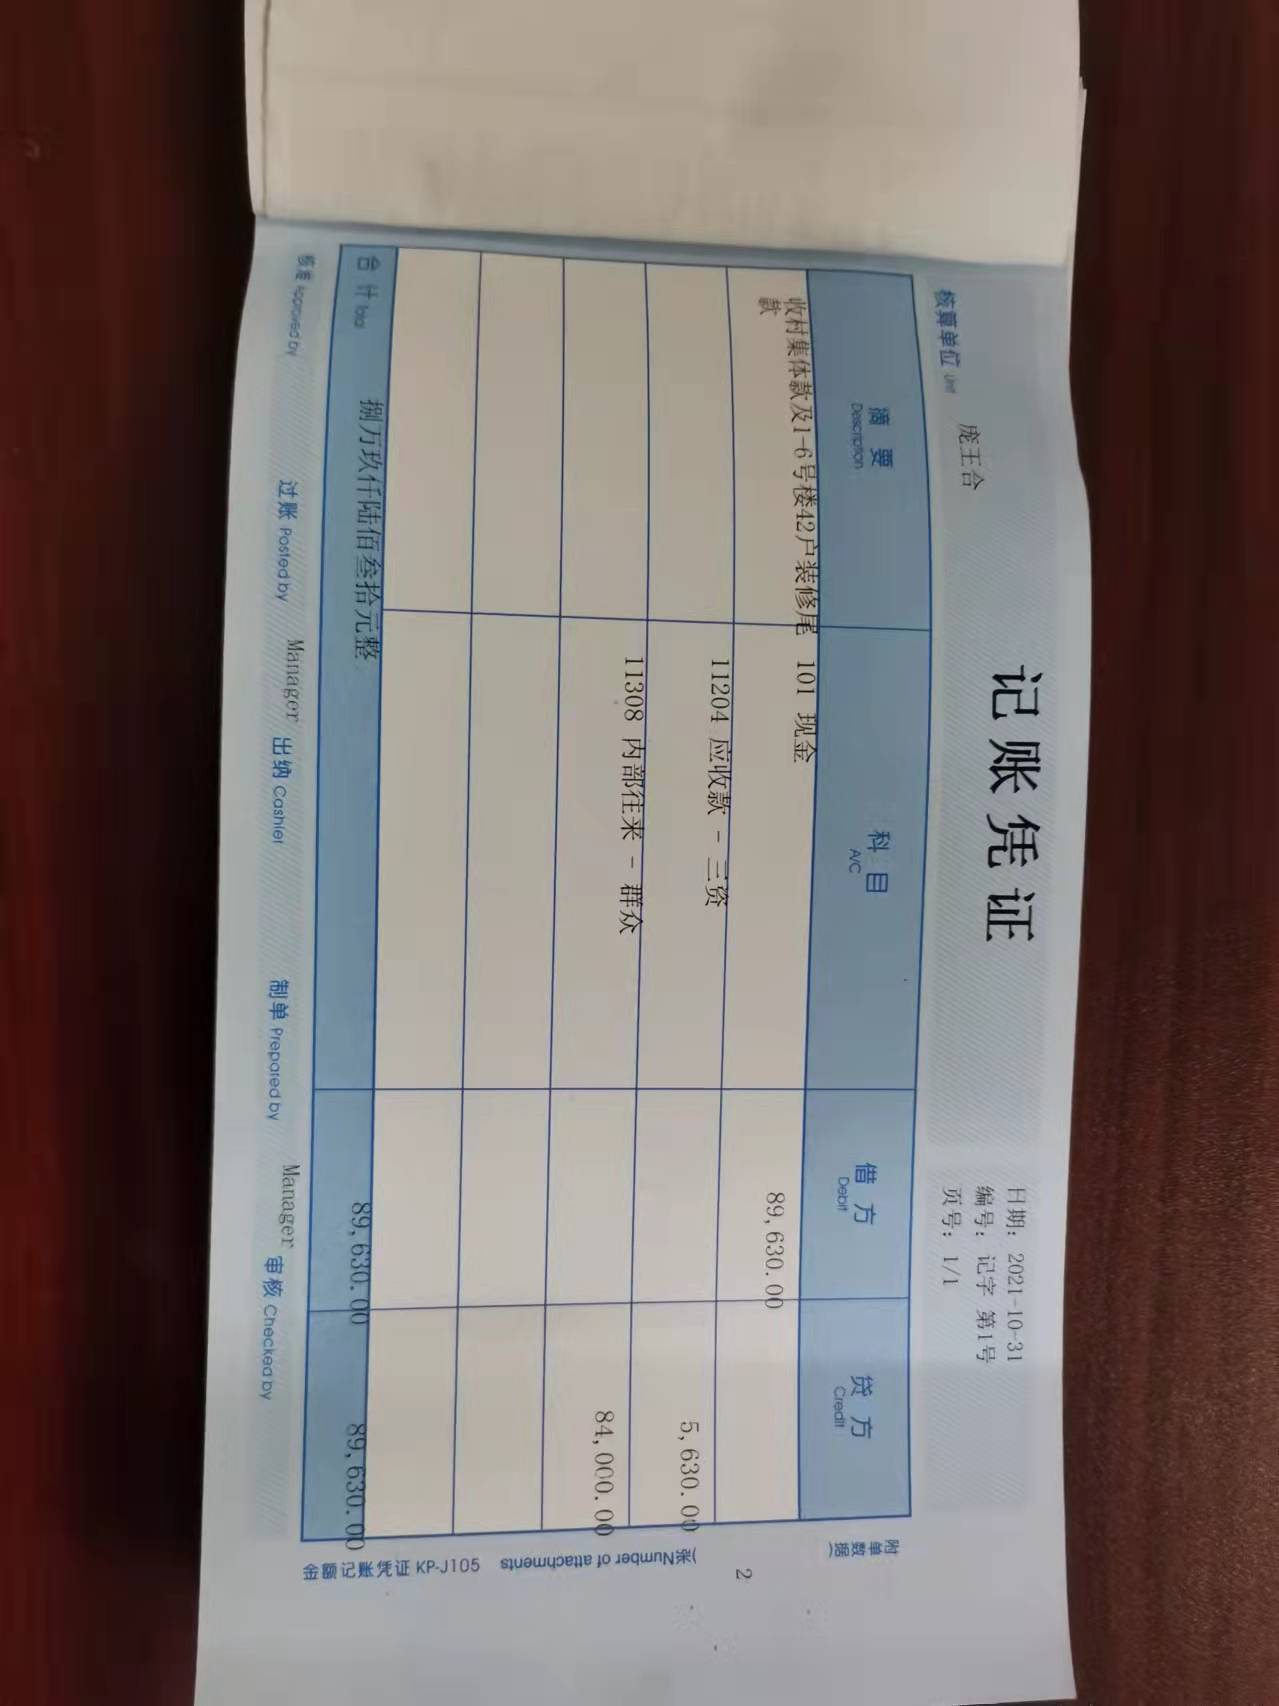 记账凭证
日期: 2021-10-31
编号: 记字 第1号
页号: 1/1
核算单位 Unit 庞王合
摘要 科目 借方 贷方
Description A/C Debit Credit
收村集体款及1-6号楼42户装修尾款 101 现金 89,630.00
11204 应收款 - 三资 5,630.00
11308 内部往来 - 群众 84,000.00
合计 Total 捌万玖仟陆佰叁拾元整 89,630.00 89,630.00
核准 Approved by 过账 Posted by Manager 出纳 Cashier 制单 Prepared by Manager 审核 Checked by
附单据数(
2
张Number of attachments)
金额记账凭证 KP-J105